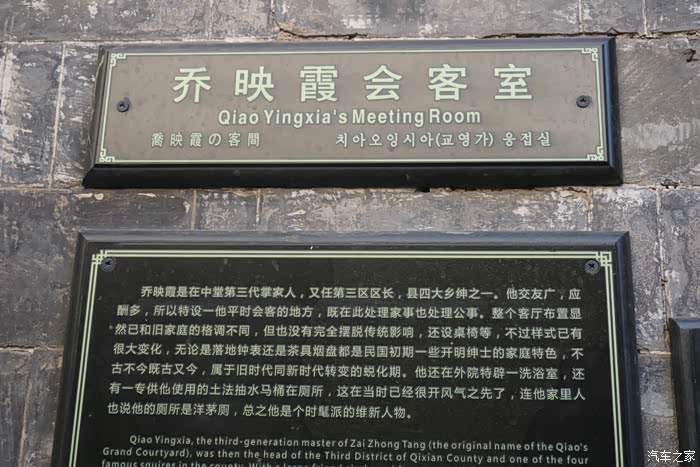 乔映霞会客室
Qiao Yingxia's Meeting Room
喬映霞の客間 치아오잉시아(교영가) 응접실
乔映霞是在中堂第三代掌家人，又任第三区区长，县四大乡绅之一。他交友广，应
酬多，所以特设一他平时会客的地方，既在此处理家事也处理公事。整个客厅布置显
然已和旧家庭的格调不同，但也没有完全摆脱传统影响，还设桌椅等，不过样式已有
很大变化，无论是落地钟表还是茶具烟盘都是民国初期一些开明绅士的家庭特色，不
古不今既古又今，属于旧时代同新时代转变的蜕化期。他还在外院特辟一洗浴室，还
有一专供他使用的土法抽水马桶在厕所，这在当时已经很开风气之先了，连他家里人
也说他的厕所是洋茅厕，总之他是个时髦派的维新人物。
Qiao Yingxia, the third-generation master of Zai Zhong Tang (the original name of the Qiao's
Grand Courtyard), was then the head of the Third District of Qixian County and one of the four
famous squires in the county. With a large friend
汽车之家